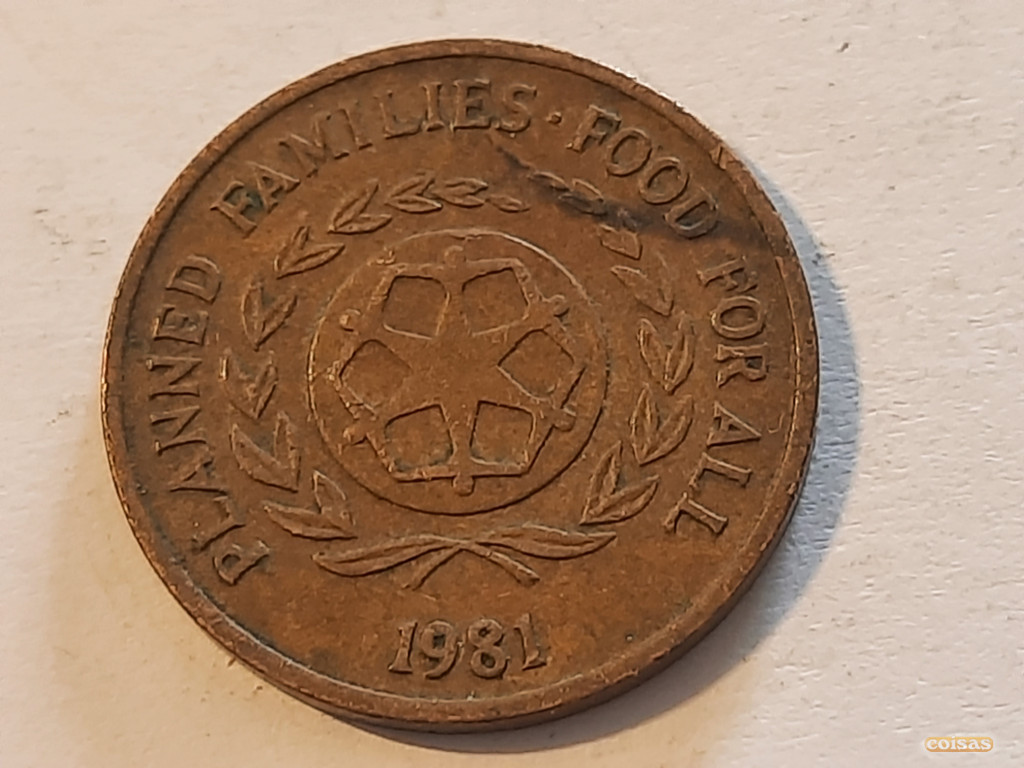 PLANNED FAMILIES · FOOD FOR ALL
1981
coisas